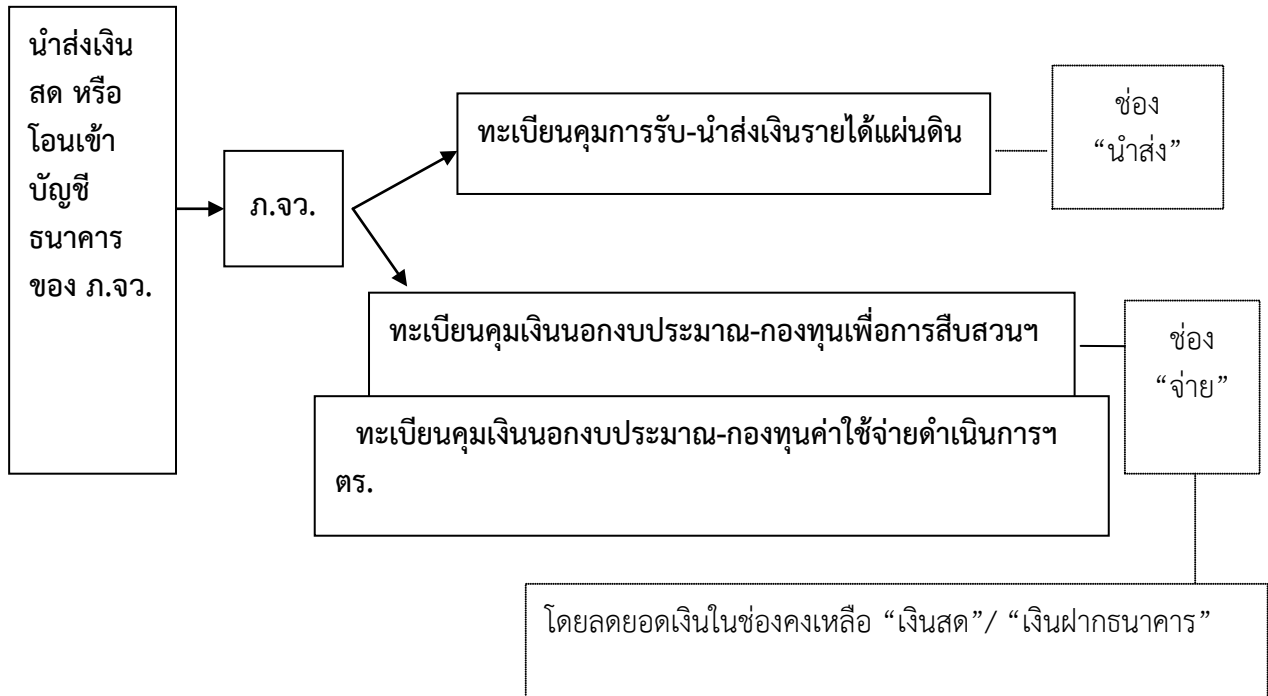 นำส่งเงิน
สด หรือ
โอนเข้า
บัญชี
ธนาคาร
ของ ภ.จว.
ภ.จว.
ทะเบียนคุมการรับ-นำส่งเงินรายได้แผ่นดิน
ช่อง
“นำส่ง”
ทะเบียนคุมเงินนอกงบประมาณ-กองทุนเพื่อการสืบสวนฯ
ช่อง
“จ่าย”
ทะเบียนคุมเงินนอกงบประมาณ-กองทุนค่าใช้จ่ายดำเนินการฯ
ตร.
โดยลดยอดเงินในช่องคงเหลือ “เงินสด”/ “เงินฝากธนาคาร”